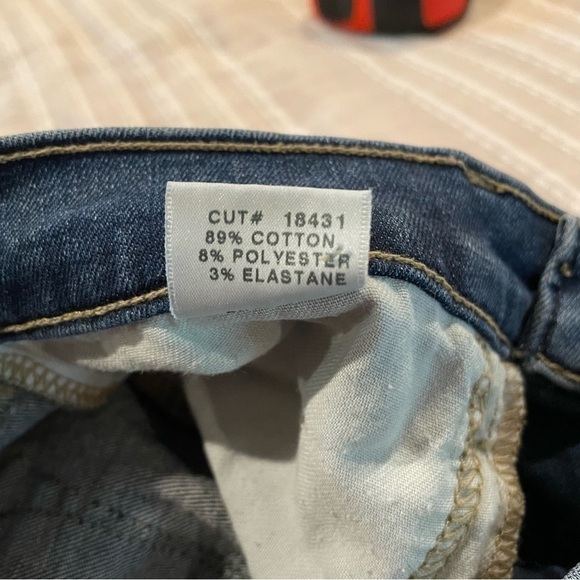 CUT# 18431
89% COTTON
8% POLYESTER
3% ELASTANE